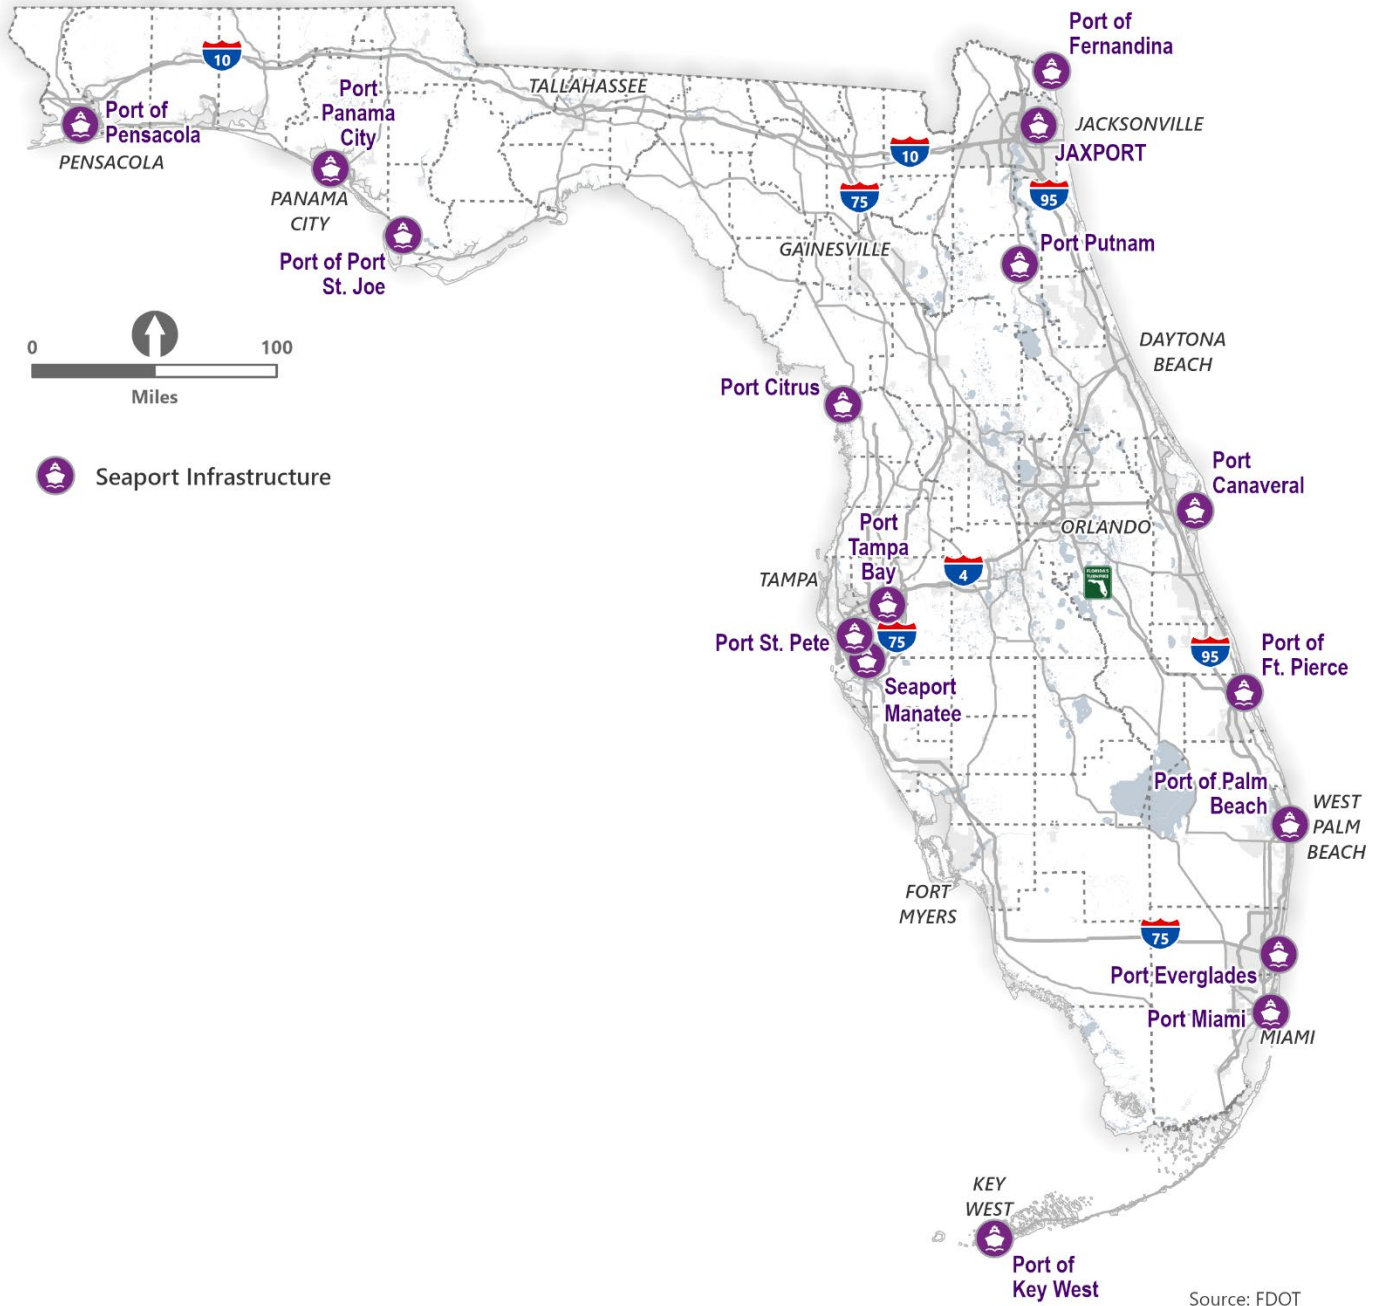 Port of
Fernandina
10
TALLAHASSEE
Port
Panama
City
Port of
Pensacola
PENSACOLA
JACKSONVILLE
JAXPORT
10
75
95
PANAMA
CITY
GAINESVILLE
Port Putnam
Port of Port
St. Joe
0
100
Miles
DAYTONA
BEACH
Port Citrus
Seaport Infrastructure
Port
Canaveral
Port
Tampa
Bay
ORLANDO
TAMPA
4
FLORIDA'S
TURNPIKE
Port St. Pete
75
95
Port of
Ft. Pierce
Seaport
Manatee
Port of Palm
Beach
WEST
PALM
BEACH
FORT
MYERS
75
Port Everglades
Port Miami
MIAMI
KEY
WEST
Port of
Key West
Source: FDOT